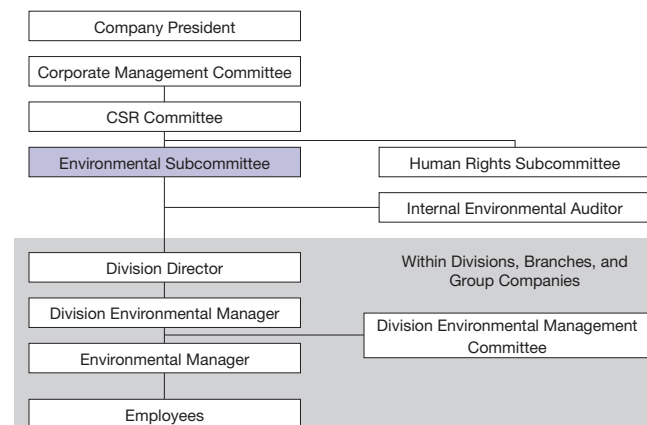 Company President
Corporate Management Committee
CSR Committee
Environmental Subcommittee
Human Rights Subcommittee
Internal Environmental Auditor
Division Director
Within Divisions, Branches, and
Group Companies
Division Environmental Manager
Division Environmental Management
Committee
Environmental Manager
Employees